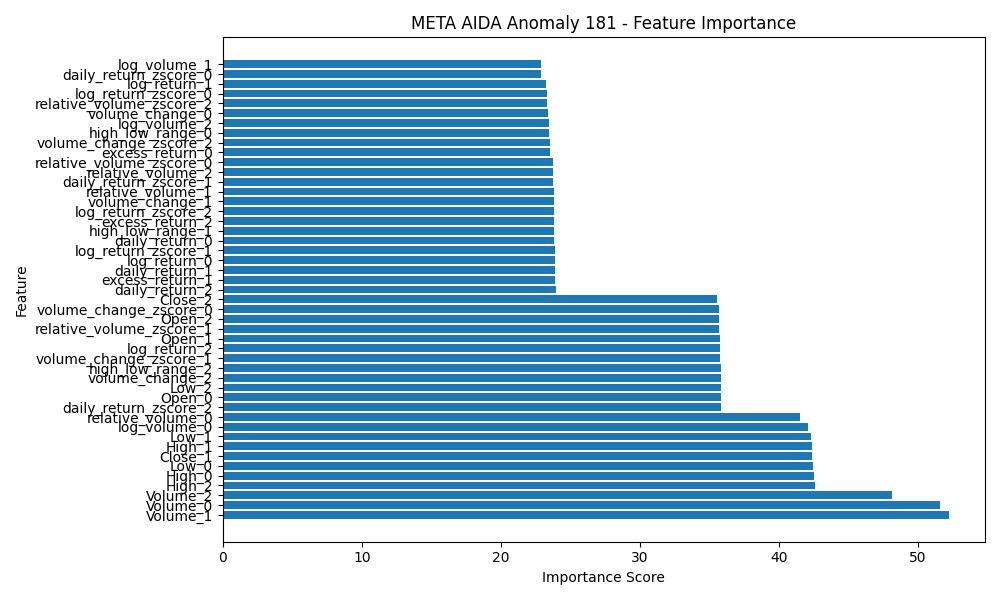 META AIDA Anomaly 181 - Feature Importance
log_volume_1
daily_return_zscore_0
log_return_1
log_return_zscore_0
relative_volume_zscore_2
volume_change_0
log_volume_2
high_low_range_0
volume_change_zscore_2
excess_return_0
relative_volume_zscore_0
relative_volume_2
daily_return_zscore_1
relative_volume_1
volume_change_1
log_return_zscore_2
excess_return_2
high_low_range_1
daily_return_0
log_return_zscore_1
log_return_0
daily_return_1
excess_return_1
daily_return_2
Close_2
volume_change_zscore_0
Open_2
relative_volume_zscore_1
Open_1
log_return_2
volume_change_zscore_1
high_low_range_2
volume_change_2
Low_2
Open_0
daily_return_zscore_2
relative_volume_0
log_volume_0
Low_1
High_1
Close_1
Low_0
High_0
High_2
Volume_2
Volume_0
Volume_1
Feature
0 10 20 30 40 50
Importance Score